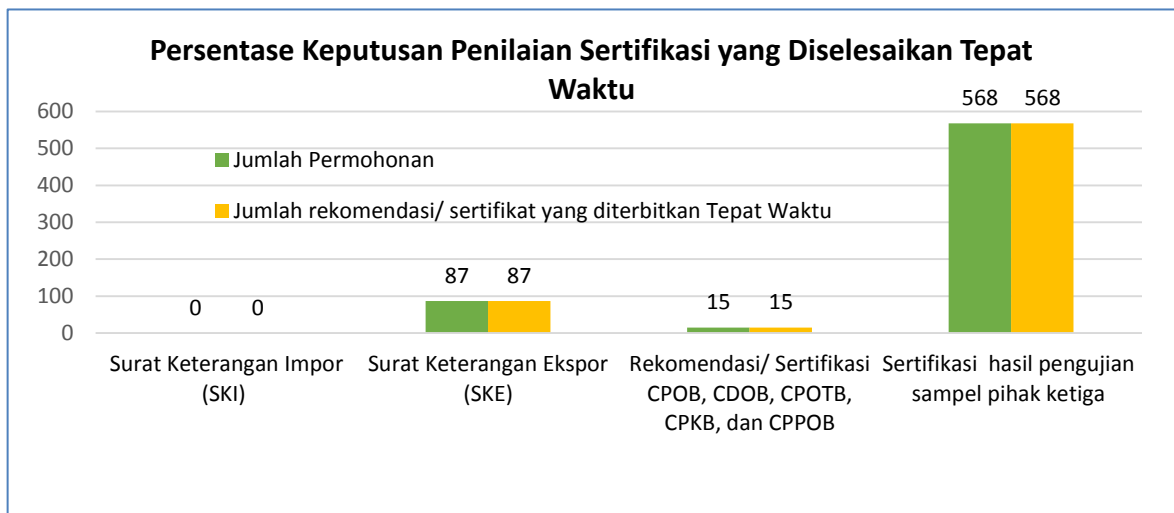 Persentase Keputusan Penilaian Sertifikasi yang Diselesaikan Tepat
Waktu
600
500
400
300
200
100
0
Jumlah Permohonan
Jumlah rekomendasi/ sertifikat yang diterbitkan Tepat Waktu
0 0
87 87
15 15
568 568
Surat Keterangan Impor
(SKI)
Surat Keterangan Ekspor
(SKE)
Rekomendasi/ Sertifikasi
CPOB, CDOB, CPOTB,
CPKB, dan CPPOB
Sertifikasi hasil pengujian
sampel pihak ketiga